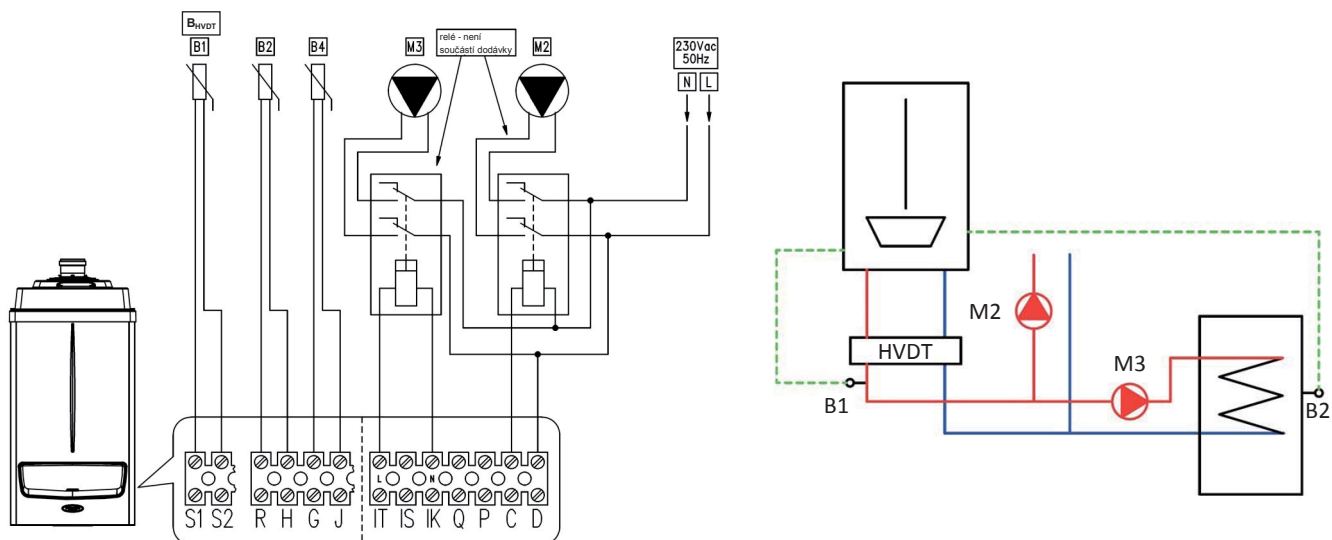 BHVDT
B1
B2
B4
M3
relé - není
součástí dodávky
M2
230Vac
50Hz
N L
L N
S1 S2 R H G J IT IS IK Q P C D
M2
HVDT
M3
B1
B2